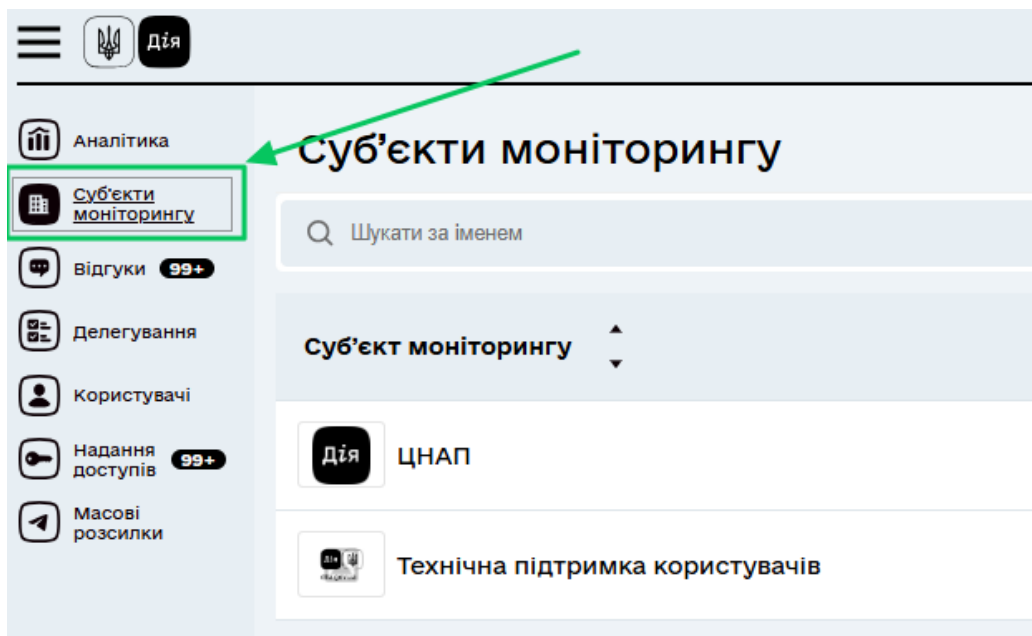 Дія
Аналітика
Суб'єкти
моніторингу
Відгуки 99+
Делегування
Користувачі
Надання
доступів 99+
Масові
розсилки
Суб'єкти моніторингу
Шукати за іменем
Суб'єкт моніторингу
Дія ЦНАП
Дія Технічна підтримка користувачів